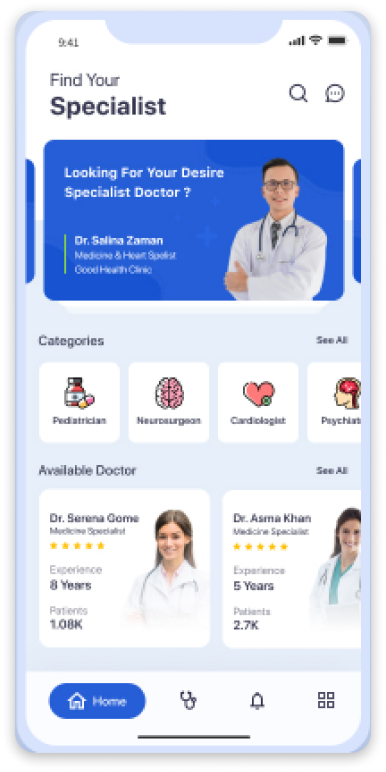 9:41
Find Your
Specialist
Looking For Your Desire
Specialist Doctor ?
Dr. Salina Zaman
Medicine & Heart Spelist
Good Health Clinic
Categories
See All
Pediatrician
Neurosurgeon
Cardiologist
Psychiat
Available Doctor
See All
Dr. Serena Gome
Medicine Specialist
Experience
8 Years
Patients
1.08K
Dr. Asma Khan
Medicine Specialist
Experience
5 Years
Patients
2.7K
Home